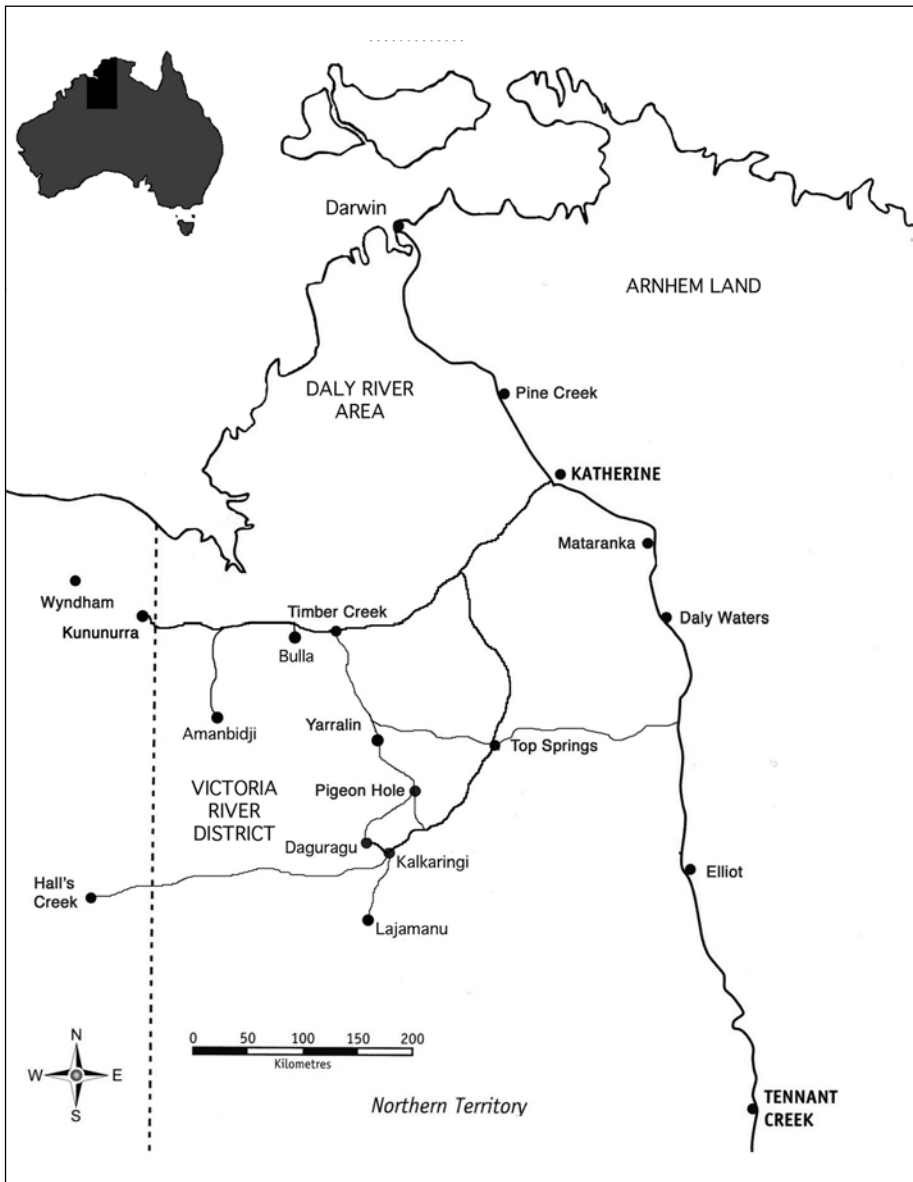 Darwin
ARNHEM LAND
DALY RIVER
AREA
Pine Creek
KATHERINE
Mataranka
Wyndham
Kununurra
Timber Creek
Bulla
Daly Waters
Amanbidji
Yarralin
Top Springs
VICTORIA
RIVER
DISTRICT
Pigeon Hole
Daguragu
Kalkaringi
Elliot
Hall's
Creek
Lajamanu
N
W E
S
0 50 100 150 200
Kilometres
Northern Territory
TENNANT
CREEK